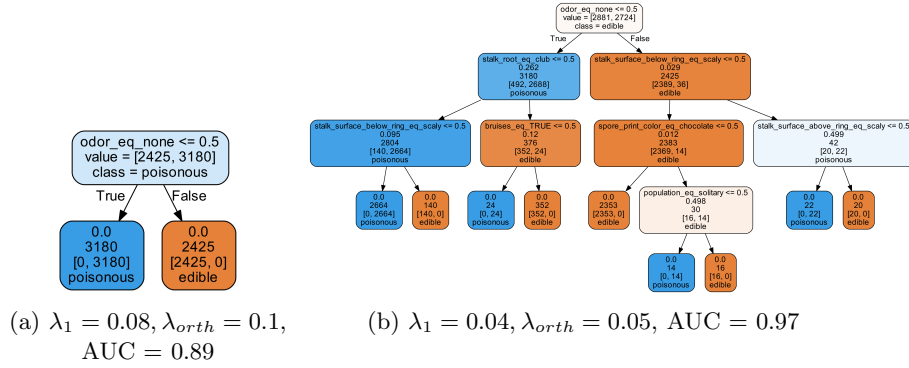 odor_eq_none <= 0.5
value = [2425, 3180]
class = poisonous
True
False
0.0
3180
[0, 3180]
poisonous
0.0
2425
[2425, 0]
edible
(a) λ₁ = 0.08, λₒᵣₜₕ = 0.1,
AUC = 0.89
odor_eq_none <= 0.5
value = [2881, 2724]
class = edible
True
False
stalk_root_eq_club <= 0.5
0.262
3180
[492, 2688]
poisonous
stalk_surface_below_ring_eq_scaly <= 0.5
0.029
2425
[2389, 36]
edible
stalk_surface_below_ring_eq_scaly <= 0.5
0.095
2804
[140, 2664]
poisonous
bruises_eq_TRUE <= 0.5
0.12
376
[352, 24]
edible
spore_print_color_eq_chocolate <= 0.5
0.012
2383
[2369, 14]
edible
stalk_surface_above_ring_eq_scaly <= 0.5
0.499
42
[20, 22]
poisonous
0.0
2664
[0, 2664]
poisonous
0.0
140
[140, 0]
edible
0.0
24
[0, 24]
poisonous
0.0
352
[352, 0]
edible
0.0
2353
[2353, 0]
edible
population_eq_solitary <= 0.5
0.498
30
[16, 14]
edible
0.0
22
[0, 22]
poisonous
0.0
20
[20, 0]
edible
0.0
14
[0, 14]
poisonous
0.0
16
[16, 0]
edible
(b) λ₁ = 0.04, λₒᵣₜₕ = 0.05, AUC = 0.97